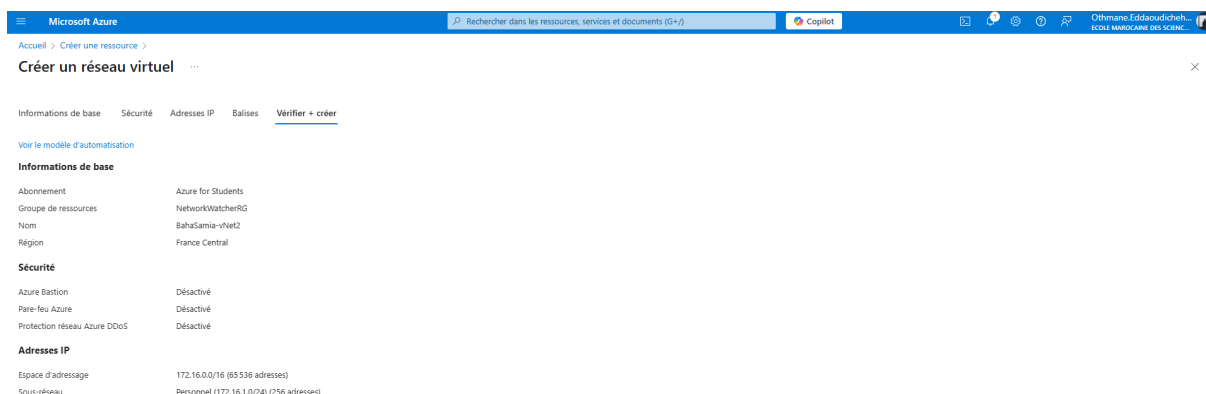 Microsoft Azure
Rechercher dans les ressources, services et documents (G+/)
Copilot
1
Othmane.Eddaoudicheh...
ECOLE MAROCAINE DES SCIENC...
Accueil > Créer une ressource >
Créer un réseau virtuel ...
Informations de base Sécurité Adresses IP Balises Vérifier + créer
Voir le modèle d'automatisation
Informations de base
Abonnement Azure for Students
Groupe de ressources NetworkWatcherRG
Nom BahaSamia-vNet2
Région France Central
Sécurité
Azure Bastion Désactivé
Pare-feu Azure Désactivé
Protection réseau Azure DDoS Désactivé
Adresses IP
Espace d'adressage 172.16.0.0/16 (65 536 adresses)
Sous-réseau Personnel (172.16.1.0/24) (256 adresses)